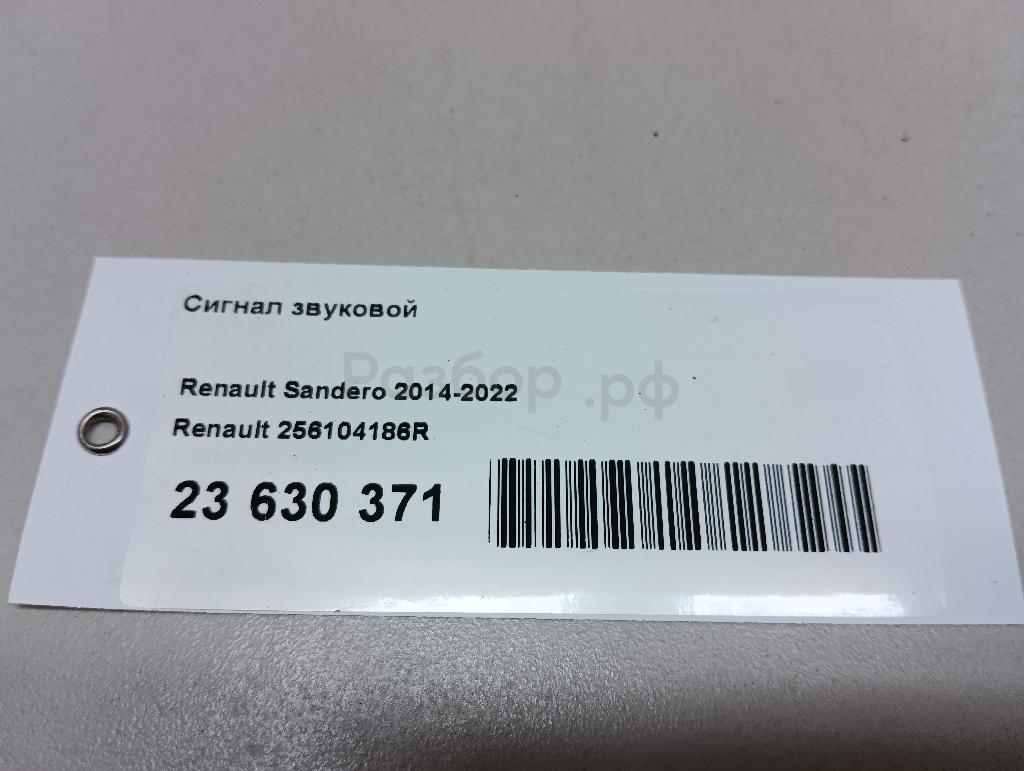 Сигнал звуковой
Разбор.рф
Renault Sandero 2014-2022
Renault 256104186R
23 630 371